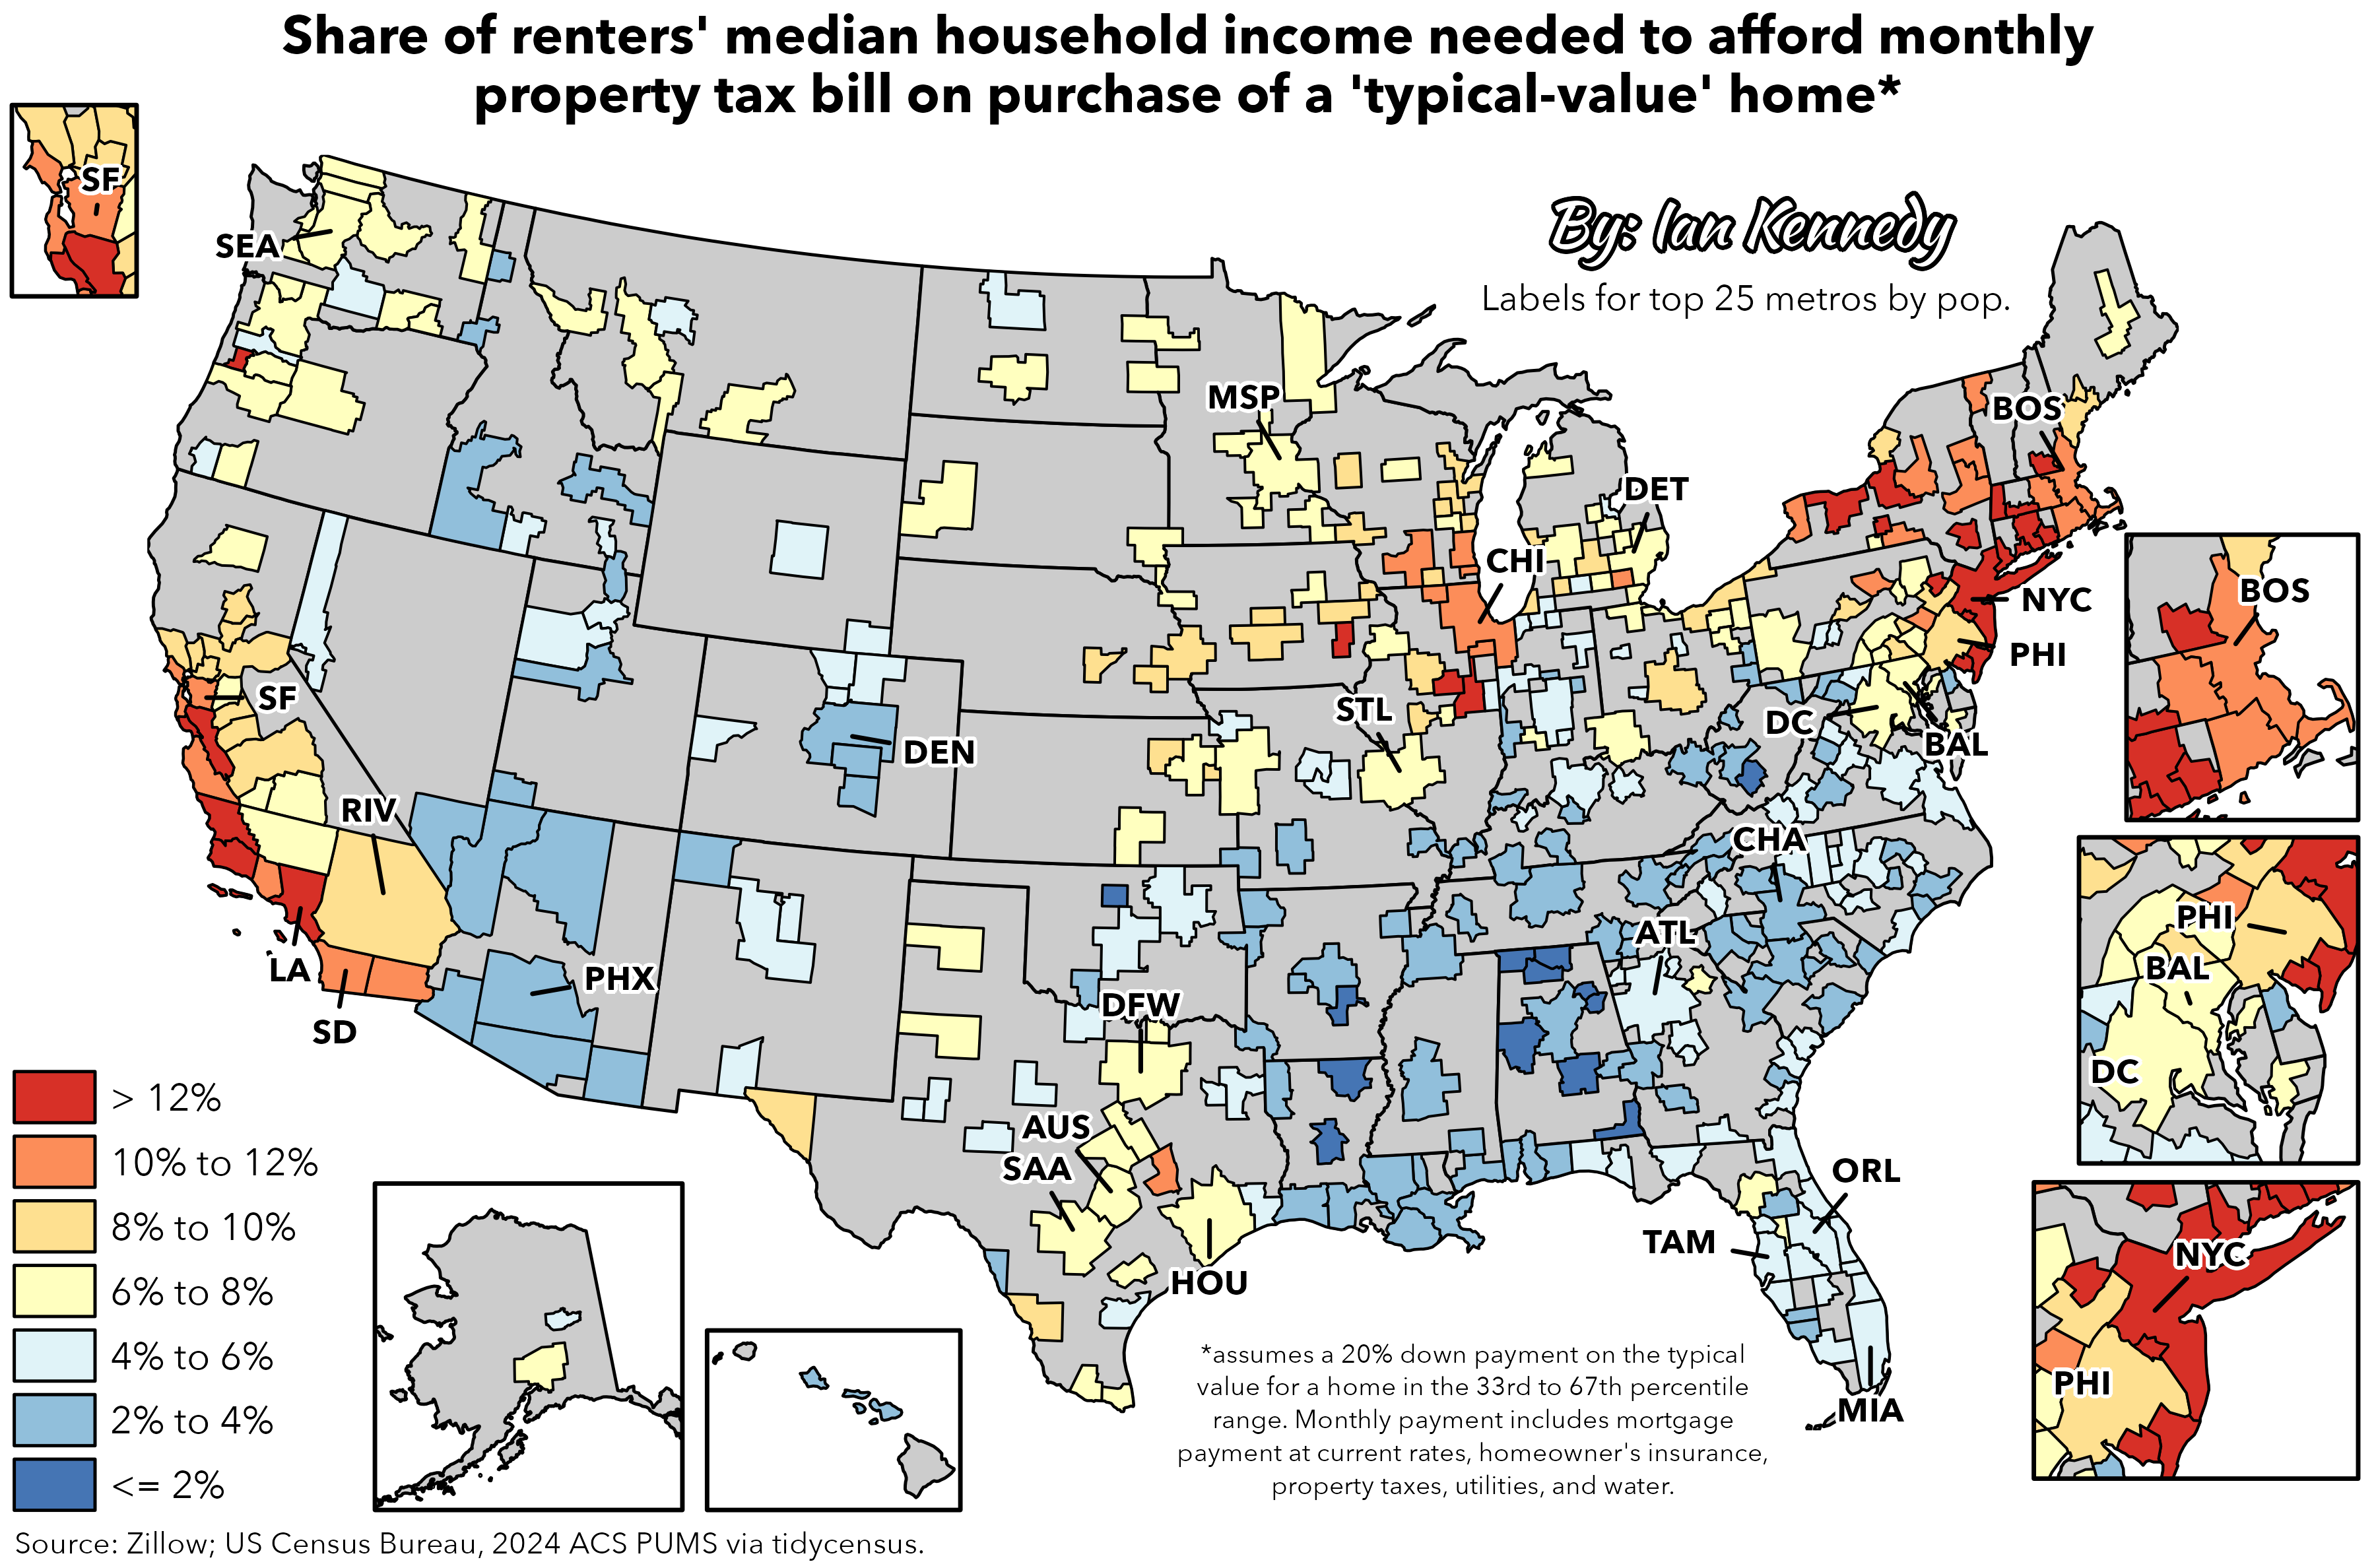 Share of renters' median household income needed to afford monthly
property tax bill on purchase of a 'typical-value' home*
By: Ian Kennedy
Labels for top 25 metros by pop.
SF
SEA
MSP
BOS
DET
CHI
NYC
PHI
SF
STL
DC
BAL
DEN
RIV
CHA
ATL
LA
PHX
SD
DFW
AUS
SAA
HOU
ORL
TAM
MIA
BOS
PHI
BAL
DC
NYC
PHI
> 12%
10% to 12%
8% to 10%
6% to 8%
4% to 6%
2% to 4%
<= 2%
*assumes a 20% down payment on the typical
value for a home in the 33rd to 67th percentile
range. Monthly payment includes mortgage
payment at current rates, homeowner's insurance,
property taxes, utilities, and water.
Source: Zillow; US Census Bureau, 2024 ACS PUMS via tidycensus.